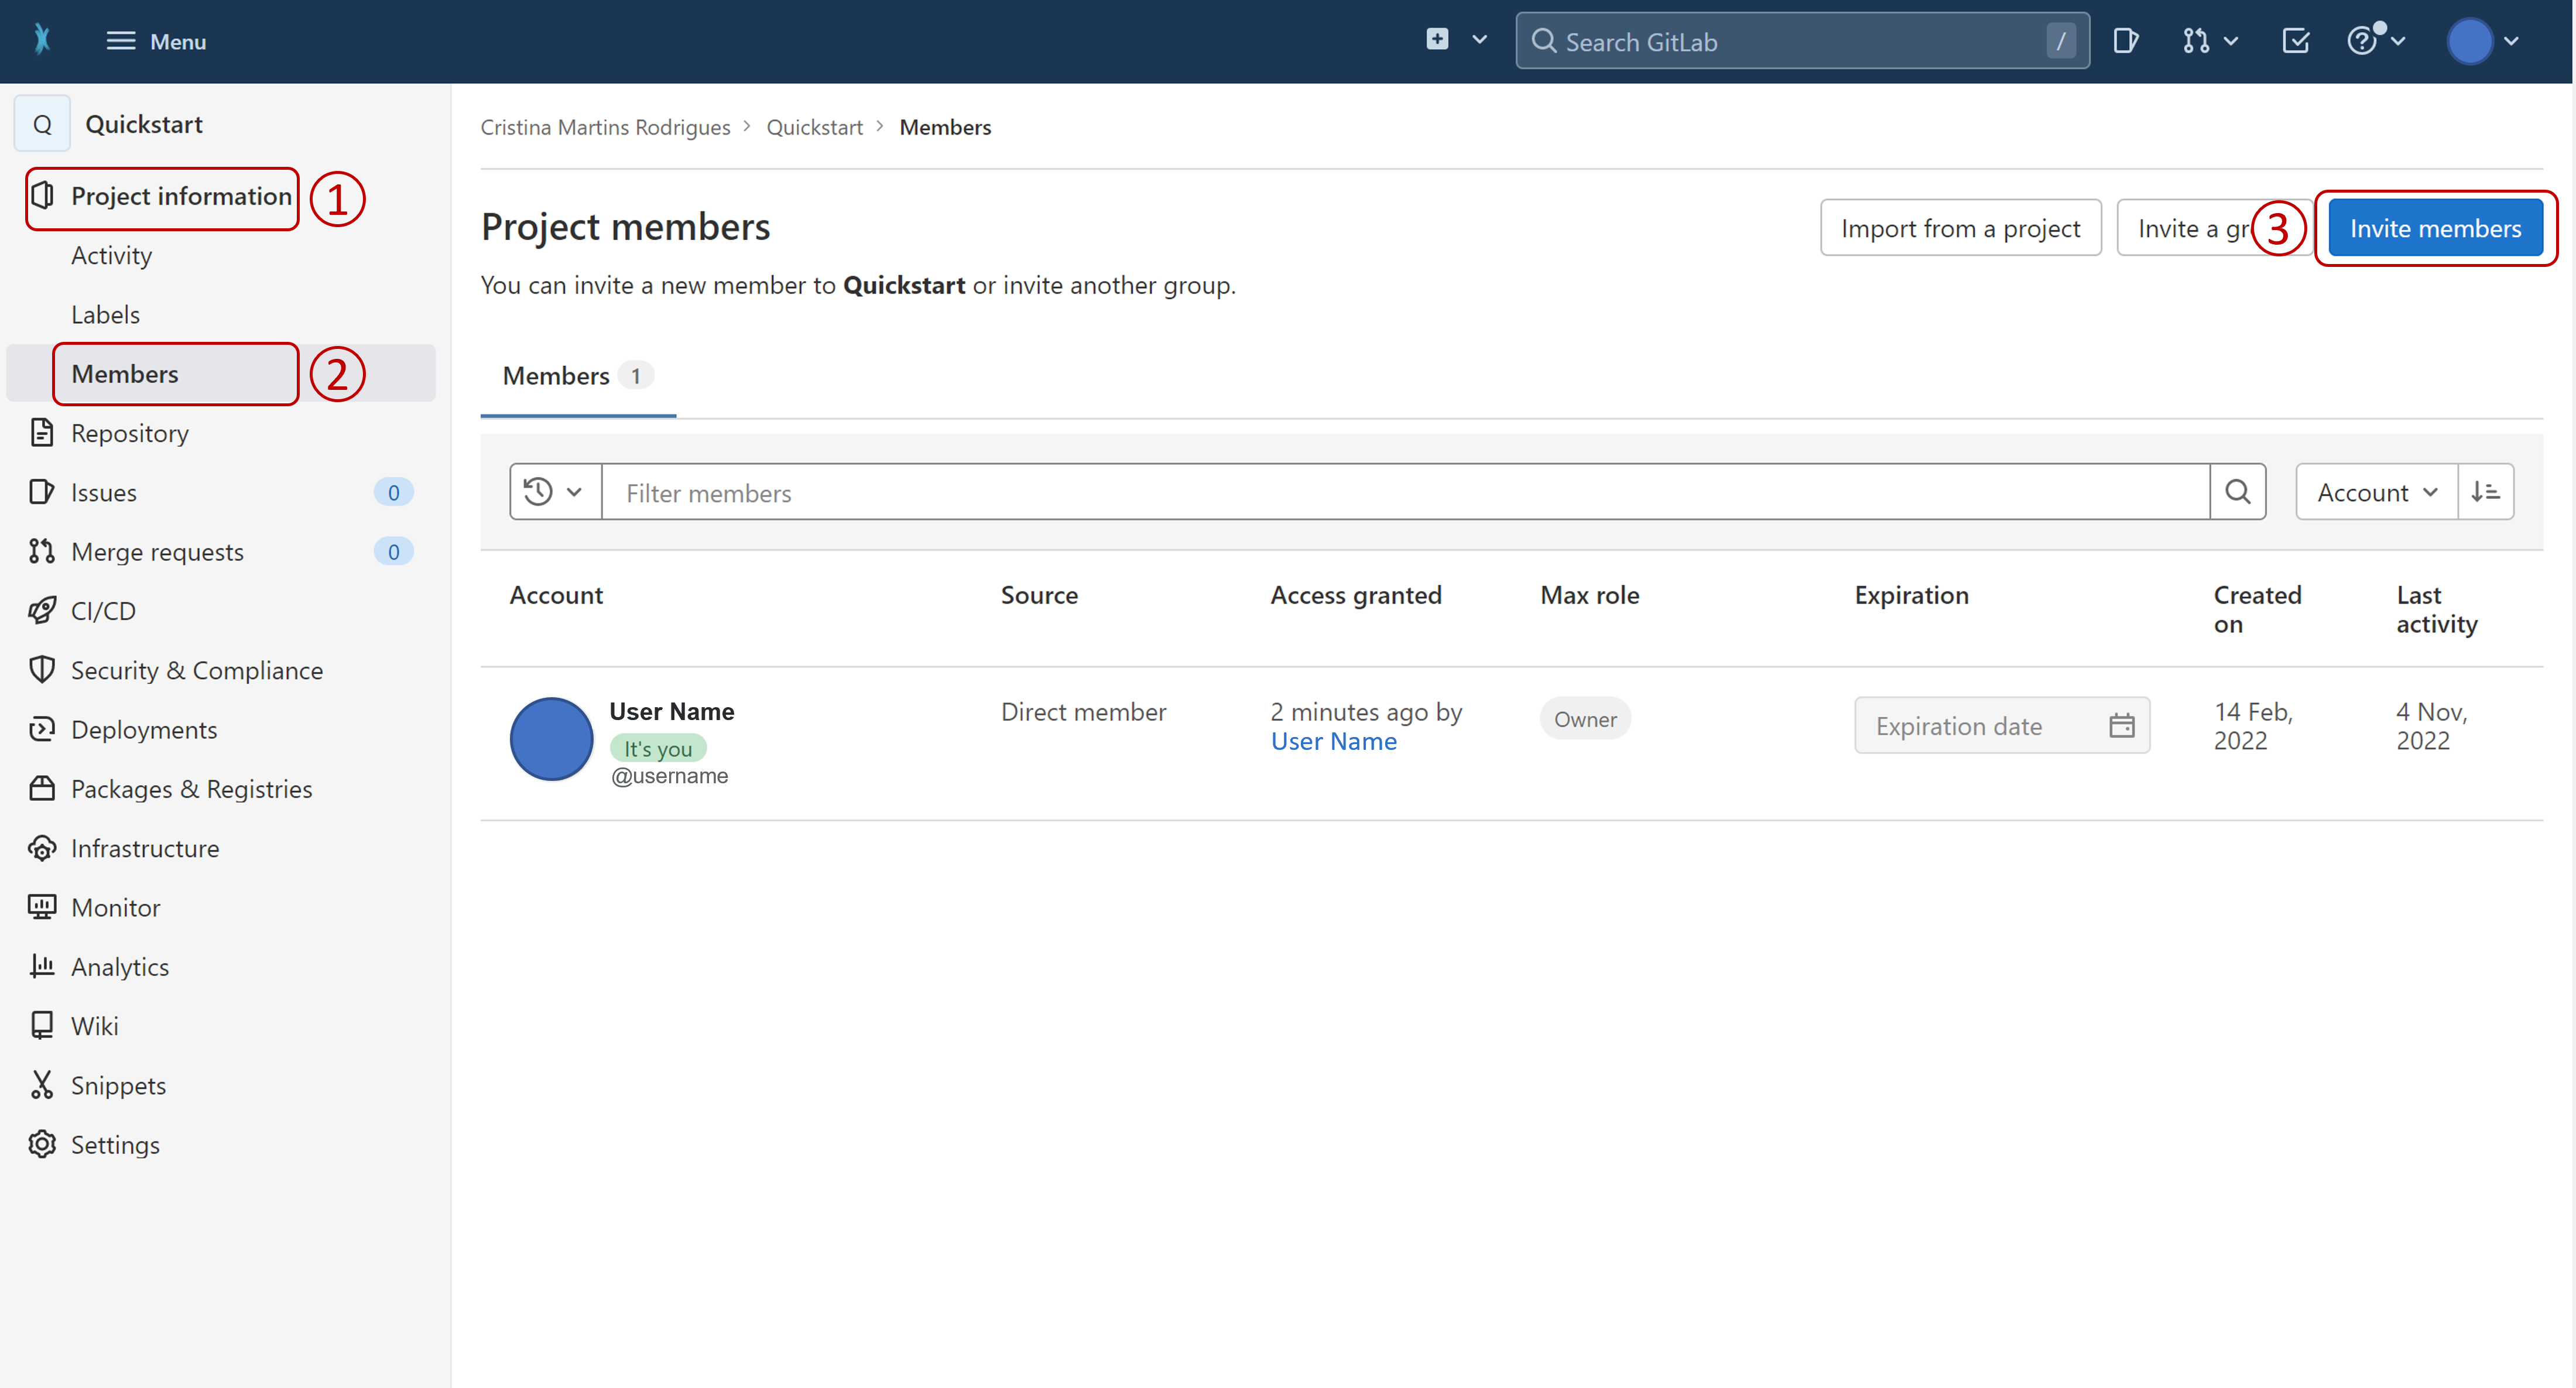 Menu
Search GitLab
/
Q Quickstart
Project information
1
Activity
Labels
Members
2
Repository
Issues 0
Merge requests 0
CI/CD
Security & Compliance
Deployments
Packages & Registries
Infrastructure
Monitor
Analytics
Wiki
Snippets
Settings
Cristina Martins Rodrigues > Quickstart > Members
Project members
Import from a project
Invite a gr
3
Invite members
You can invite a new member to Quickstart or invite another group.
Members 1
Filter members
Account
Account Source Access granted Max role Expiration Created on Last activity
User Name
It's you
@username
Direct member
2 minutes ago by
User Name
Owner
Expiration date
14 Feb,
2022
4 Nov,
2022